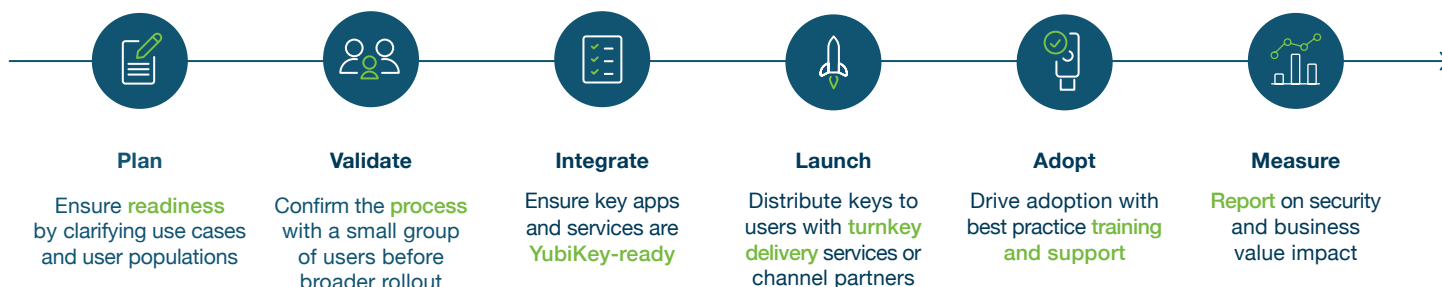 Plan
Ensure readiness
by clarifying use cases
and user populations
Validate
Confirm the process
with a small group
of users before
broader rollout
Integrate
Ensure key apps
and services are
YubiKey-ready
Launch
Distribute keys to
users with turnkey
delivery services or
channel partners
Adopt
Drive adoption with
best practice training
and support
Measure
Report on security
and business
value impact